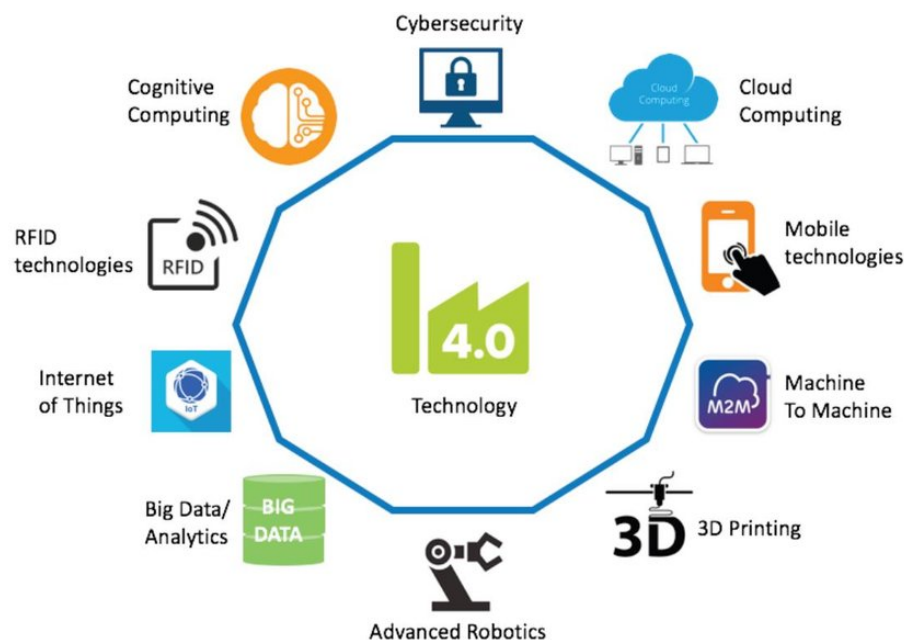 Cybersecurity
Cognitive
Computing
Cloud
Computing
Cloud
Computing
RFID
technologies
RFID
Mobile
technologies
4.0
Technology
Internet
of Things
IoT
M2M
Machine
To Machine
Big Data/
Analytics
BIG
DATA
3D
3D Printing
Advanced Robotics